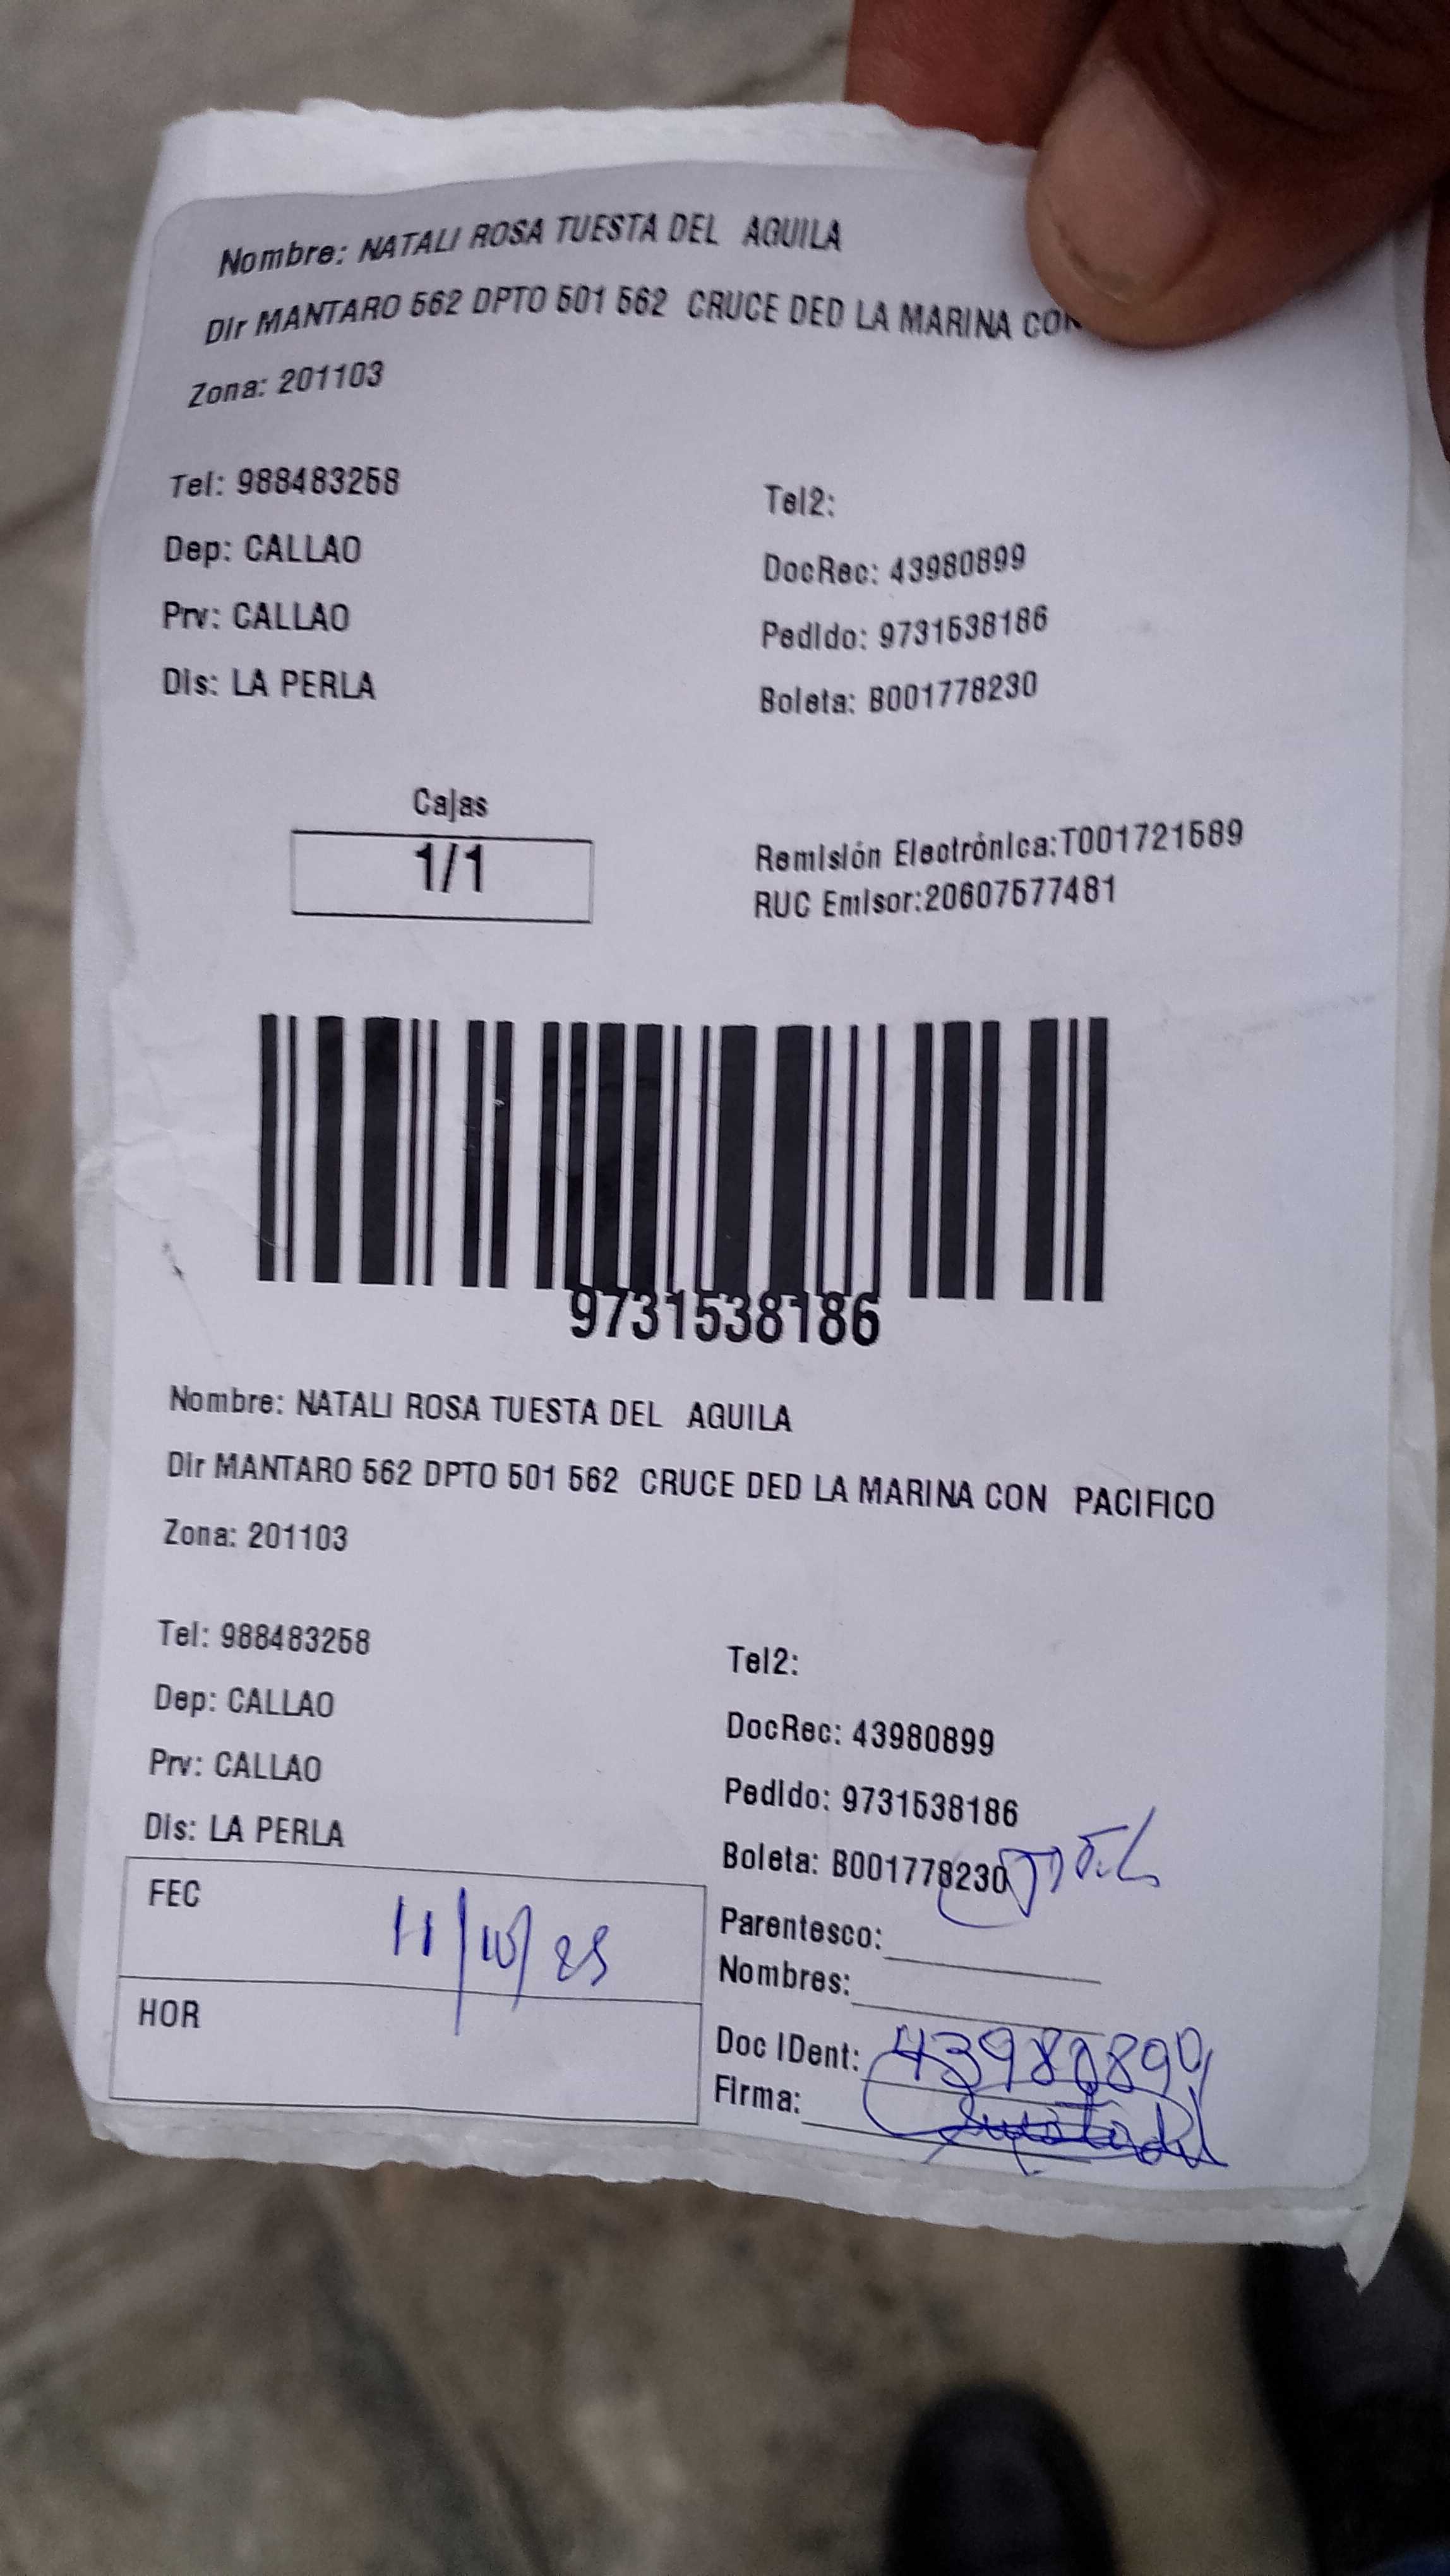 Nombre: NATALI ROSA TUESTA DEL AGUILA
Dir MANTARO 562 DPTO 501 562 CRUCE DED LA MARINA CON
Zona: 201103
Tel: 988483258
Tel2:
Dep: CALLAO
DocRec: 43980899
Prv: CALLAO
Pedido: 9731538186
Dis: LA PERLA
Boleta: B001778230
Cajas
1/1
Remisión Electrónica:T001721589
RUC Emisor:20607577481
9731538186
Nombre: NATALI ROSA TUESTA DEL AGUILA
Dir MANTARO 562 DPTO 501 562 CRUCE DED LA MARINA CON PACIFICO
Zona: 201103
Tel: 988483258
Tel2:
Dep: CALLAO
DocRec: 43980899
Prv: CALLAO
Pedido: 9731538186
Dis: LA PERLA
Boleta: B001778230
FEC 11/10/25
Parentesco:
Nombres:
HOR
Doc IDent: 43980899
Firma: